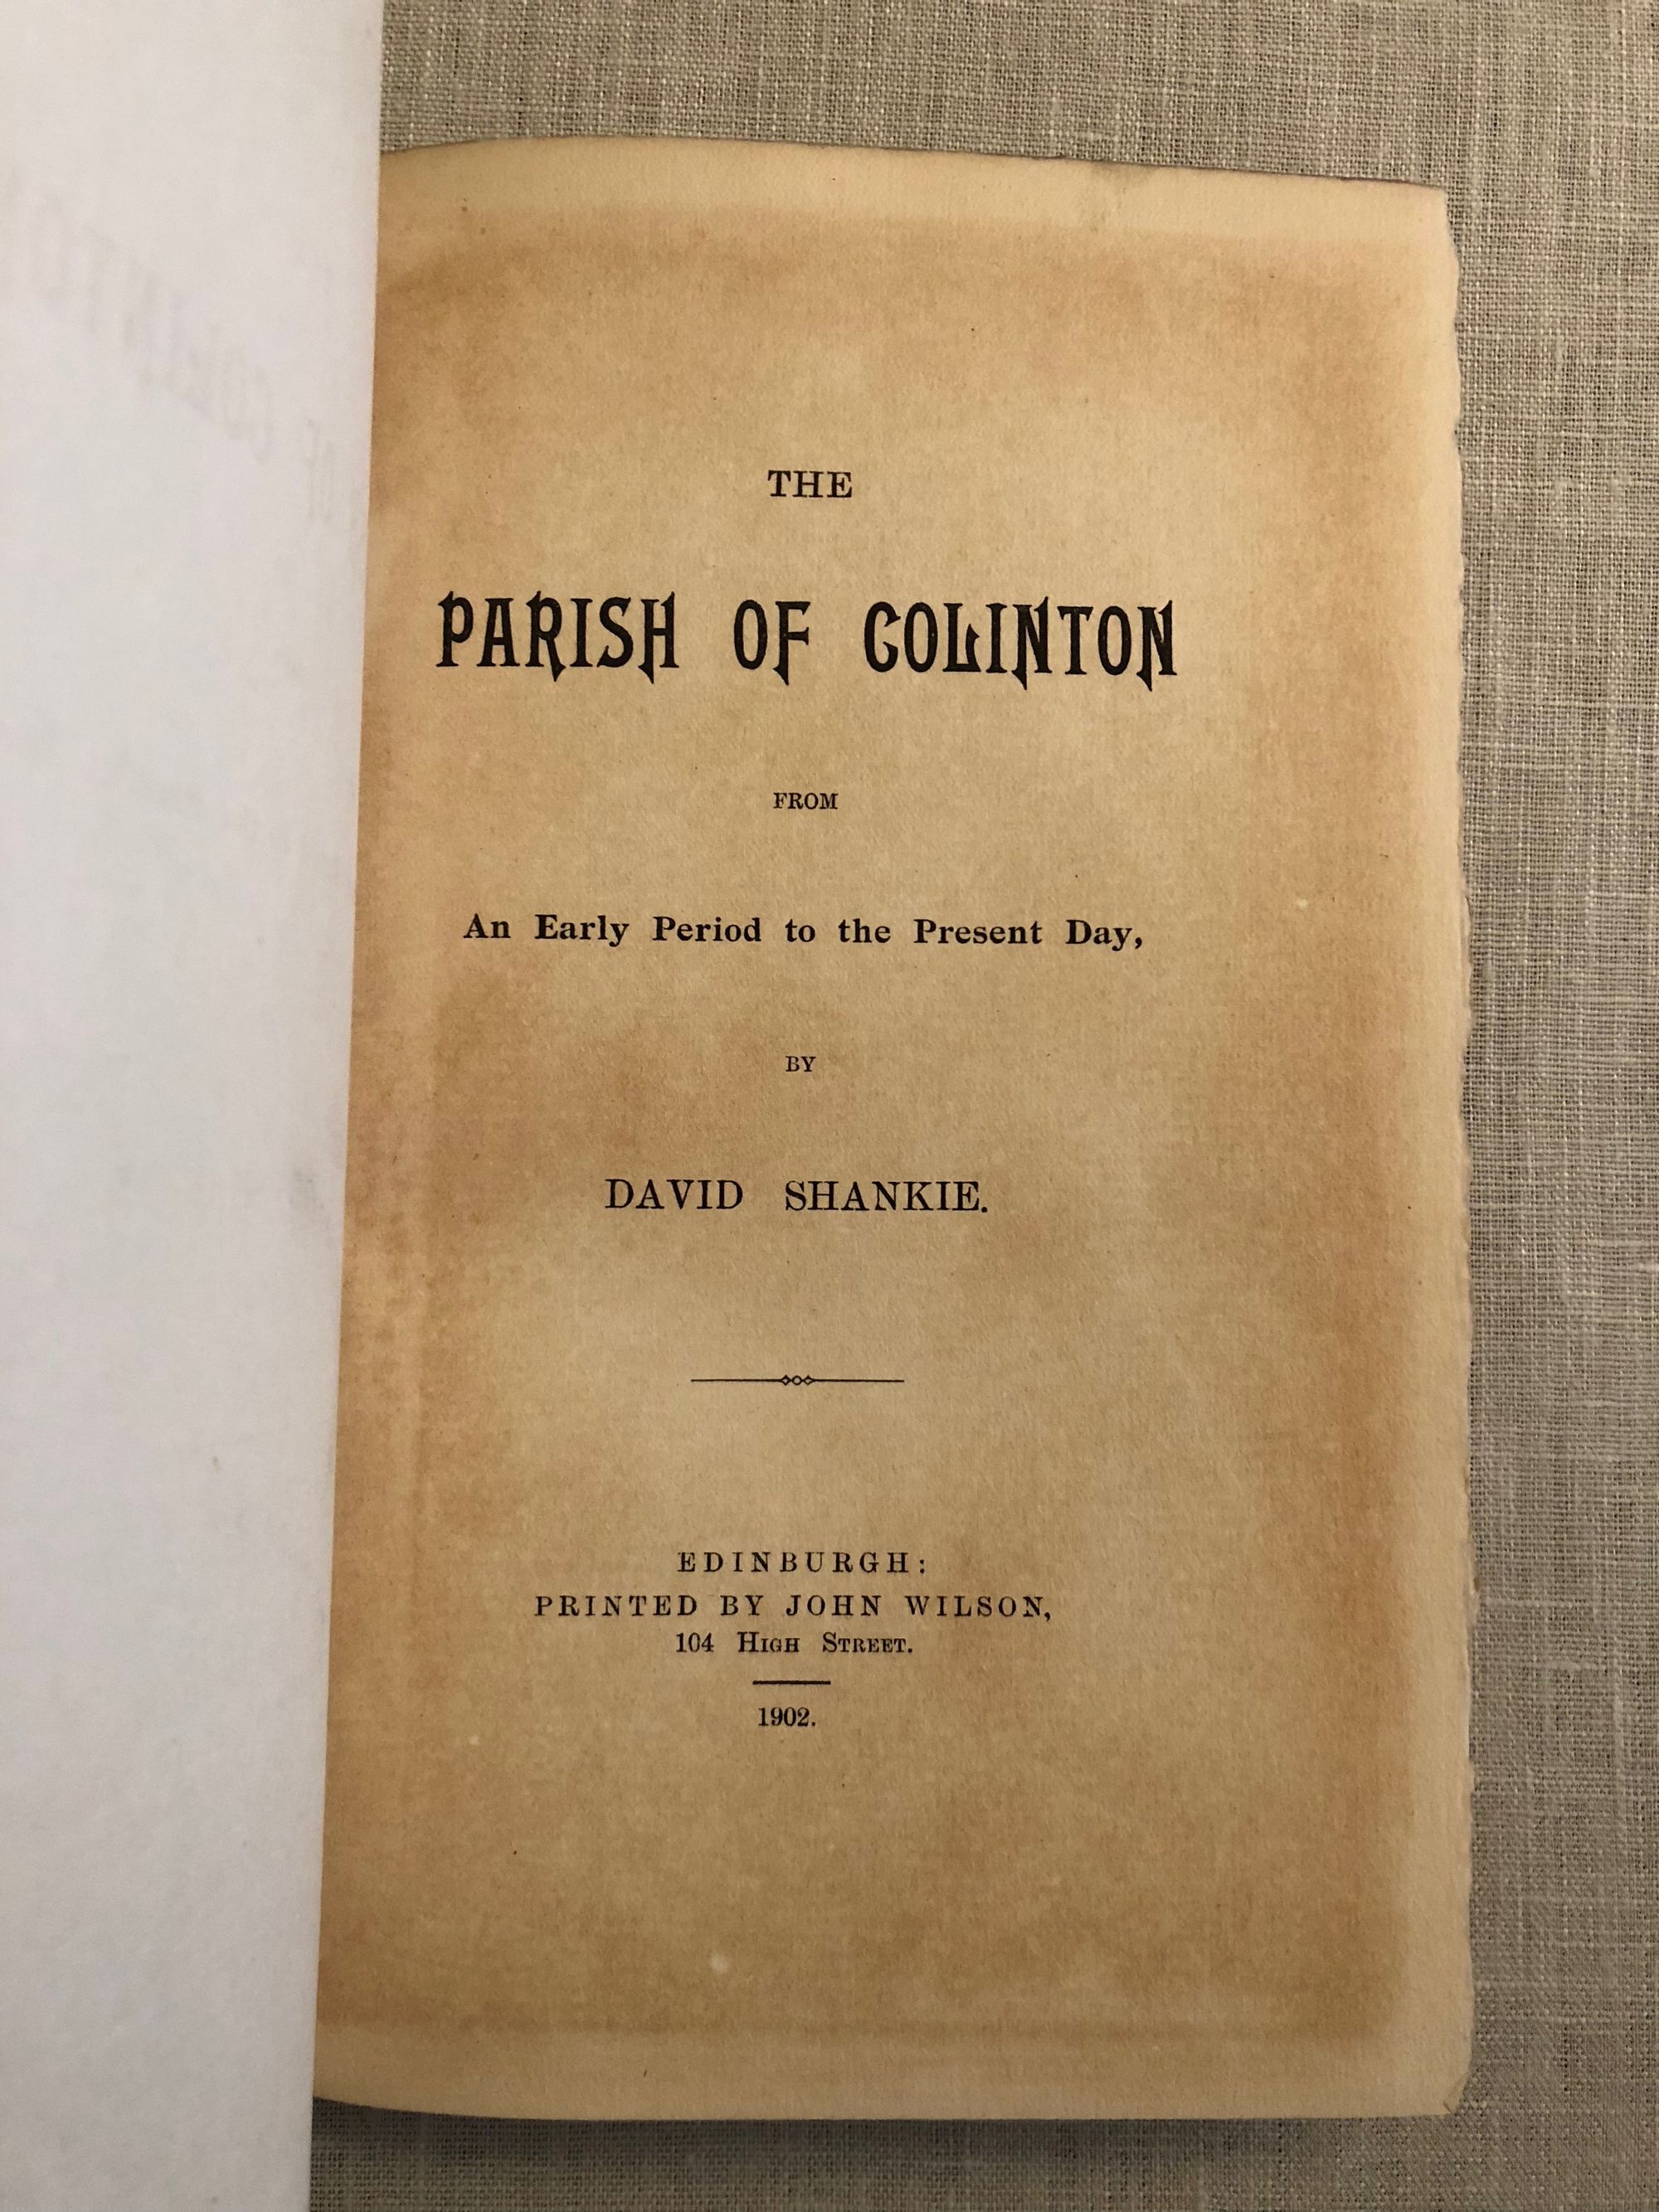 THE
PARISH OF COLINTON
FROM
An Early Period to the Present Day,
BY
DAVID SHANKIE.
EDINBURGH:
PRINTED BY JOHN WILSON,
104 HIGH STREET.
1902.